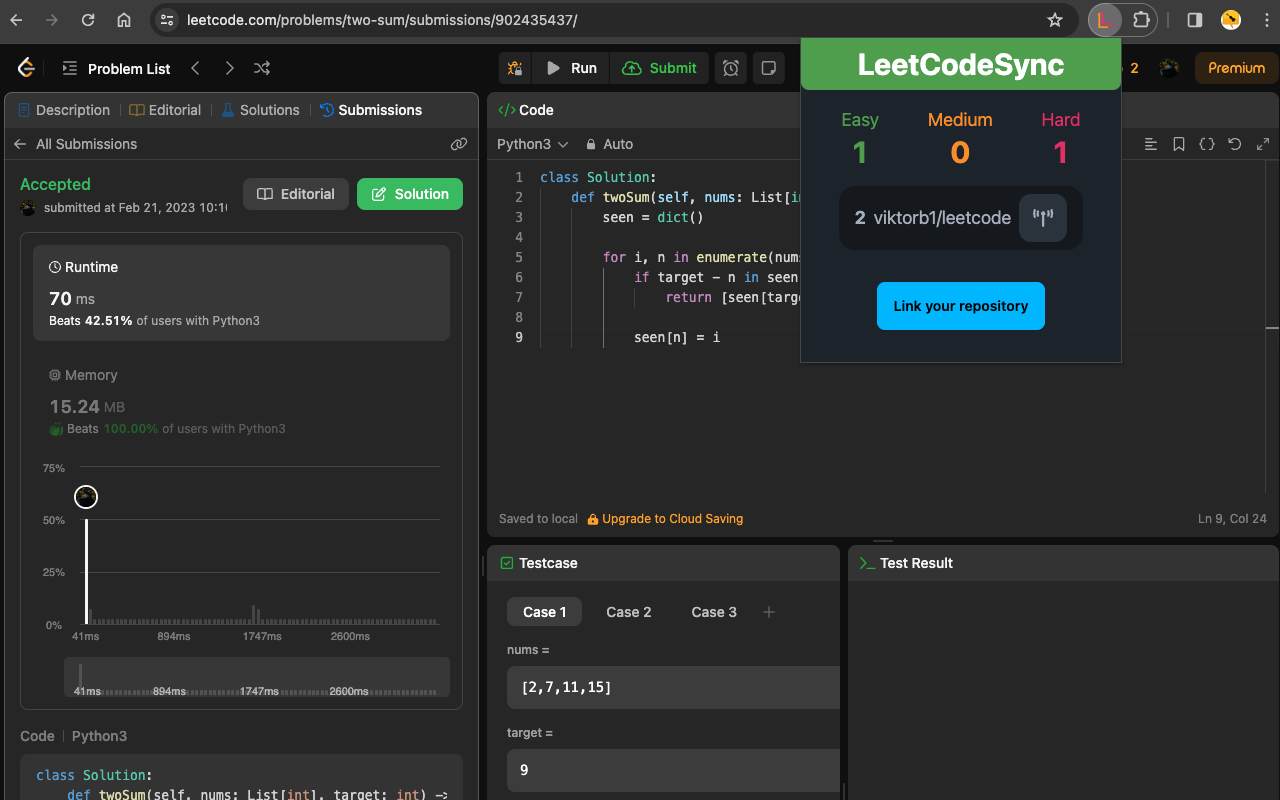 leetcode.com/problems/two-sum/submissions/902435437/
Problem List
Run
Submit
2
Premium
LeetCodeSync
Easy Medium Hard
1 0 1
2 viktorb1/leetcode
Link your repository
Description Editorial Solutions Submissions
All Submissions
Accepted
submitted at Feb 21, 2023 10:1
Editorial
Solution
Runtime
70 ms
Beats 42.51% of users with Python3
Memory
15.24 MB
Beats 100.00% of users with Python3
75%
50%
25%
0%
41ms 894ms 1747ms 2600ms
41ms 894ms 1747ms 2600ms
Code Python3
class Solution:
def twoSum(self, nums: List[int], target: int) ->
</> Code
Python3 Auto
1 class Solution:
2 def twoSum(self, nums: List[in
3 seen = dict()
4
5 for i, n in enumerate(nums
6 if target - n in seen
7 return [seen[targ
8
9 seen[n] = i
Saved to local Upgrade to Cloud Saving
Ln 9, Col 24
Testcase
Case 1 Case 2 Case 3 +
nums =
[2,7,11,15]
target =
9
Test Result